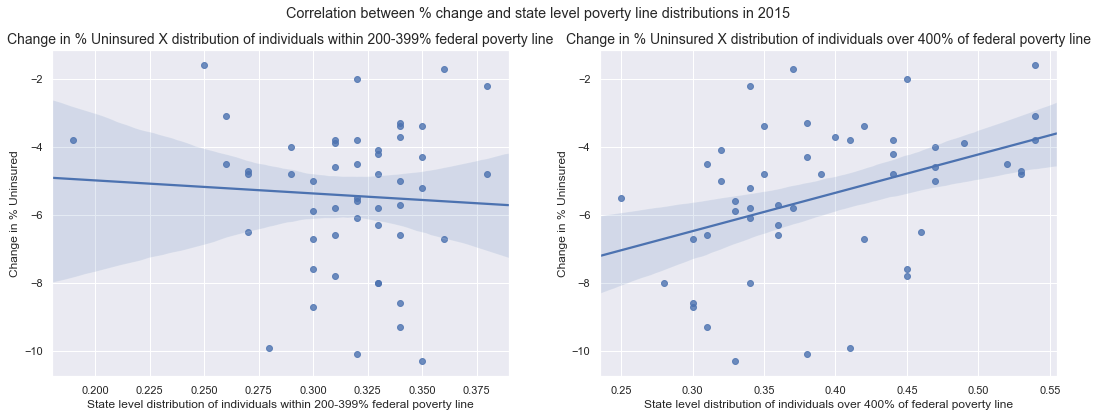 Correlation between % change and state level poverty line distributions in 2015
Change in % Uninsured X distribution of individuals within 200-399% federal poverty line
Change in % Uninsured
−2
−4
−6
−8
−10
0.200 0.225 0.250 0.275 0.300 0.325 0.350 0.375
State level distribution of individuals within 200-399% federal poverty line
Change in % Uninsured X distribution of individuals over 400% of federal poverty line
Change in % Uninsured
−2
−4
−6
−8
−10
0.25 0.30 0.35 0.40 0.45 0.50 0.55
State level distribution of individuals over 400% of federal poverty line